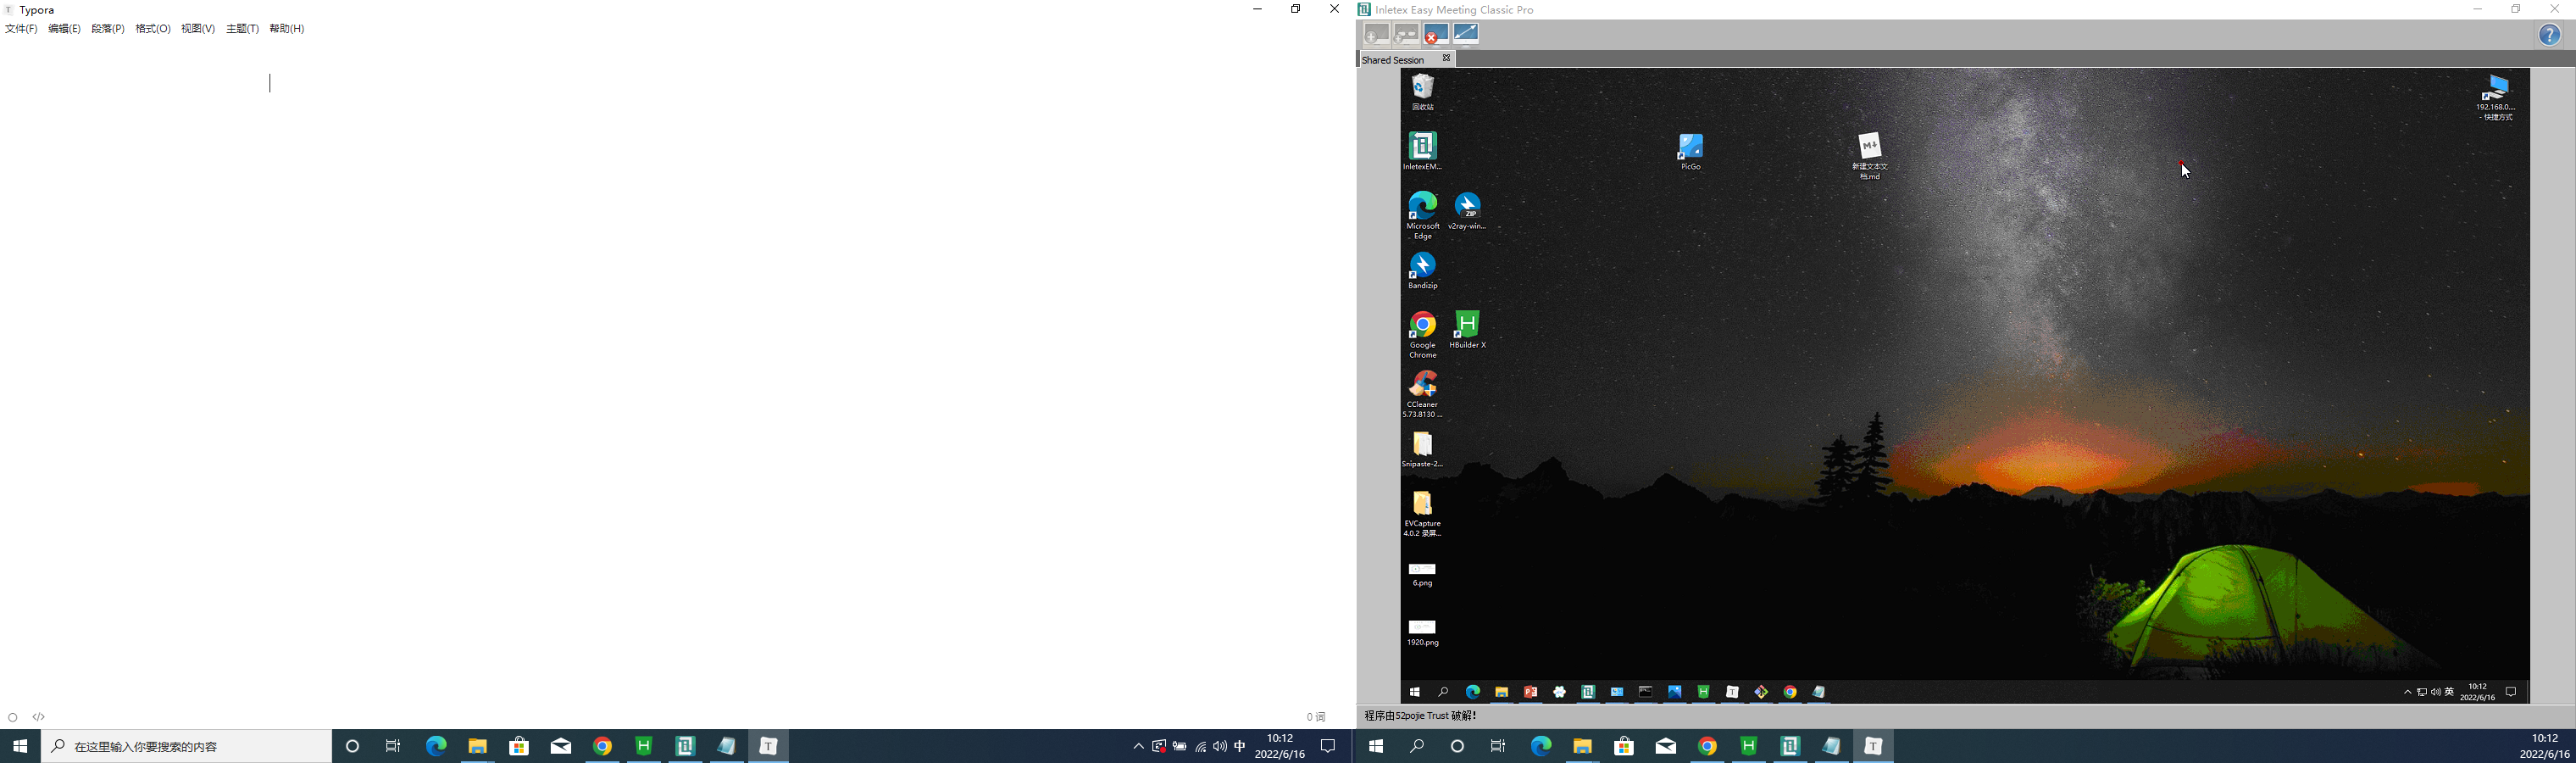 Typora
文件(F) 编辑(E) 段落(P) 格式(O) 视图(V) 主题(T) 帮助(H)
0 词
在这里输入你要搜索的内容
中
10:12
2022/6/16
Inletex Easy Meeting Classic Pro
Shared Session
回收站
192.168.0....
- 快捷方式
InletexEM...
PicGo
新建文本文
档.md
Microsoft
Edge
v2ray-win...
Bandizip
Google
Chrome
HBuilder X
CCleaner
5.73.8130 ...
Snipaste-2...
EVCapture
4.0.2 录屏...
6.png
1920.png
英
10:12
2022/6/16
程序由52pojie Trust 破解!
10:12
2022/6/16